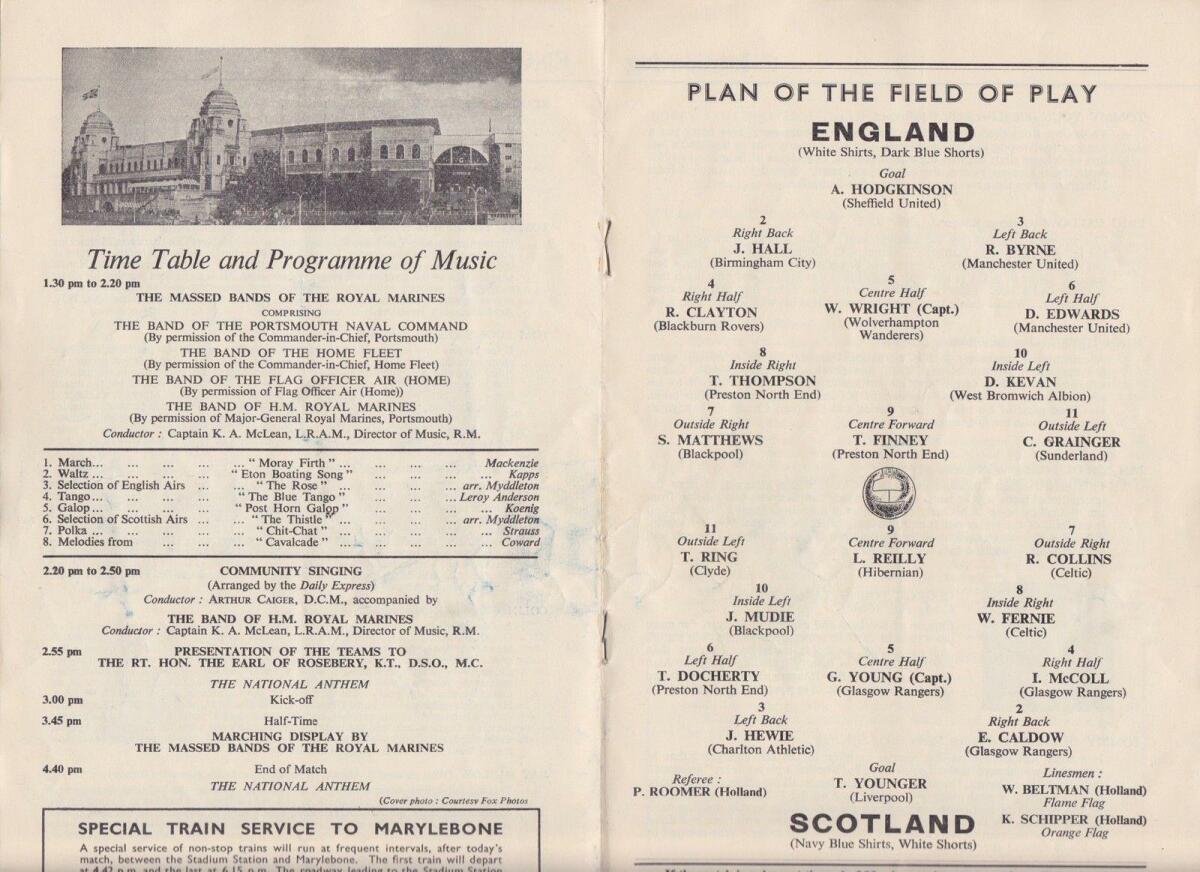 Time Table and Programme of Music
1.30 pm to 2.20 pm
THE MASSED BANDS OF THE ROYAL MARINES
COMPRISING
THE BAND OF THE PORTSMOUTH NAVAL COMMAND
(By permission of the Commander-in-Chief, Portsmouth)
THE BAND OF THE HOME FLEET
(By permission of the Commander-in-Chief, Home Fleet)
THE BAND OF THE FLAG OFFICER AIR (HOME)
(By permission of Flag Officer Air (Home))
THE BAND OF H.M. ROYAL MARINES
(By permission of Major-General Royal Marines, Portsmouth)
Conductor : Captain K. A. McLean, L.R.A.M., Director of Music, R.M.
1. March... ... ... ... ... "Moray Firth" ... ... ... ... Mackenzie
2. Waltz ... ... ... ... "Eton Boating Song" ... ... ... ... Kapps
3. Selection of English Airs ... ... "The Rose" ... ... ... ... arr. Myddleton
4. Tango... ... ... ... "The Blue Tango" ... ... ... ... Leroy Anderson
5. Galop... ... ... ... "Post Horn Galop" ... ... ... ... Koenig
6. Selection of Scottish Airs ... ... "The Thistle" ... ... ... ... arr. Myddleton
7. Polka ... ... ... ... "Chit-Chat" ... ... ... ... Strauss
8. Melodies from ... ... ... "Cavalcade" ... ... ... ... Coward
2.20 pm to 2.50 pm COMMUNITY SINGING
(Arranged by the Daily Express)
Conductor : ARTHUR CAIGER, D.C.M., accompanied by
THE BAND OF H.M. ROYAL MARINES
Conductor : Captain K. A. McLean, L.R.A.M., Director of Music, R.M.
2.55 pm PRESENTATION OF THE TEAMS TO
THE RT. HON. THE EARL OF ROSEBERY, K.T., D.S.O., M.C.
THE NATIONAL ANTHEM
3.00 pm Kick-off
3.45 pm Half-Time
MARCHING DISPLAY BY
THE MASSED BANDS OF THE ROYAL MARINES
4.40 pm End of Match
THE NATIONAL ANTHEM
(Cover photo : Courtesy Fox Photos
SPECIAL TRAIN SERVICE TO MARYLEBONE
A special service of non-stop trains will run at frequent intervals, after today's
match, between the Stadium Station and Marylebone. The first train will depart
at 4.42 p.m. and the last at 6.15 p.m. The roadway leading to the Stadium Station
PLAN OF THE FIELD OF PLAY
ENGLAND
(White Shirts, Dark Blue Shorts)
Goal
A. HODGKINSON
(Sheffield United)
2 3
Right Back Left Back
J. HALL R. BYRNE
(Birmingham City) (Manchester United)
4 5 6
Right Half Centre Half Left Half
R. CLAYTON W. WRIGHT (Capt.) D. EDWARDS
(Blackburn Rovers) (Wolverhampton (Manchester United)
Wanderers)
8 10
Inside Right Inside Left
T. THOMPSON D. KEVAN
(Preston North End) (West Bromwich Albion)
7 9 11
Outside Right Centre Forward Outside Left
S. MATTHEWS T. FINNEY C. GRAINGER
(Blackpool) (Preston North End) (Sunderland)
11 9 7
Outside Left Centre Forward Outside Right
T. RING L. REILLY R. COLLINS
(Clyde) (Hibernian) (Celtic)
10 8
Inside Left Inside Right
J. MUDIE W. FERNIE
(Blackpool) (Celtic)
6 5 4
Left Half Centre Half Right Half
T. DOCHERTY G. YOUNG (Capt.) I. McCOLL
(Preston North End) (Glasgow Rangers) (Glasgow Rangers)
3 2
Left Back Right Back
J. HEWIE E. CALDOW
(Charlton Athletic) (Glasgow Rangers)
Referee : Goal Linesmen :
P. ROOMER (Holland) T. YOUNGER W. BELTMAN (Holland)
(Liverpool) Flame Flag
SCOTLAND K. SCHIPPER (Holland)
Orange Flag
(Navy Blue Shirts, White Shorts)